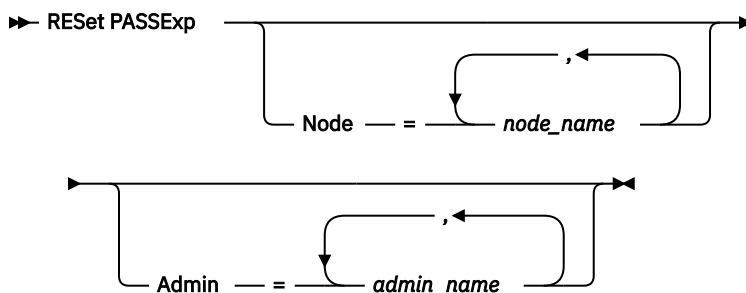 RESet PASSExp
,
Node = node_name
,
Admin = admin_name